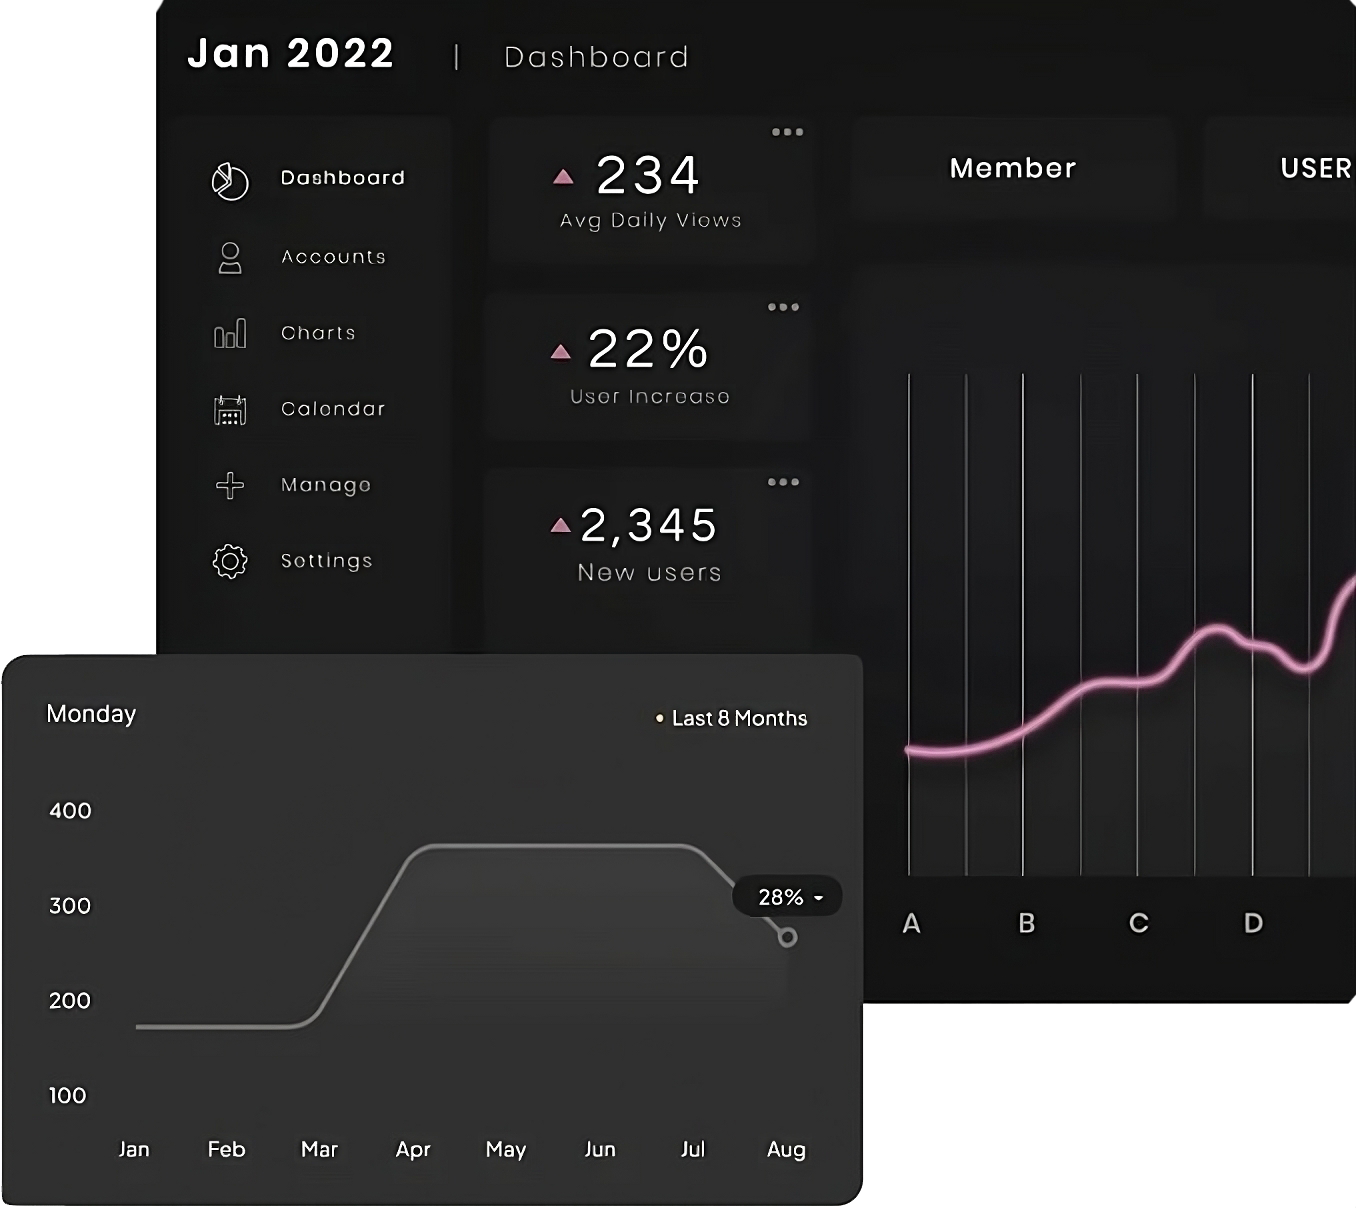 Jan 2022 | Dashboard
Dashboard
Accounts
Charts
Calendar
Manage
Settings
234
Avg Daily Views
22%
User Increase
2,345
New users
Member
USER
A B C D
Monday
Last 8 Months
400
300
200
100
28%
Jan Feb Mar Apr May Jun Jul Aug